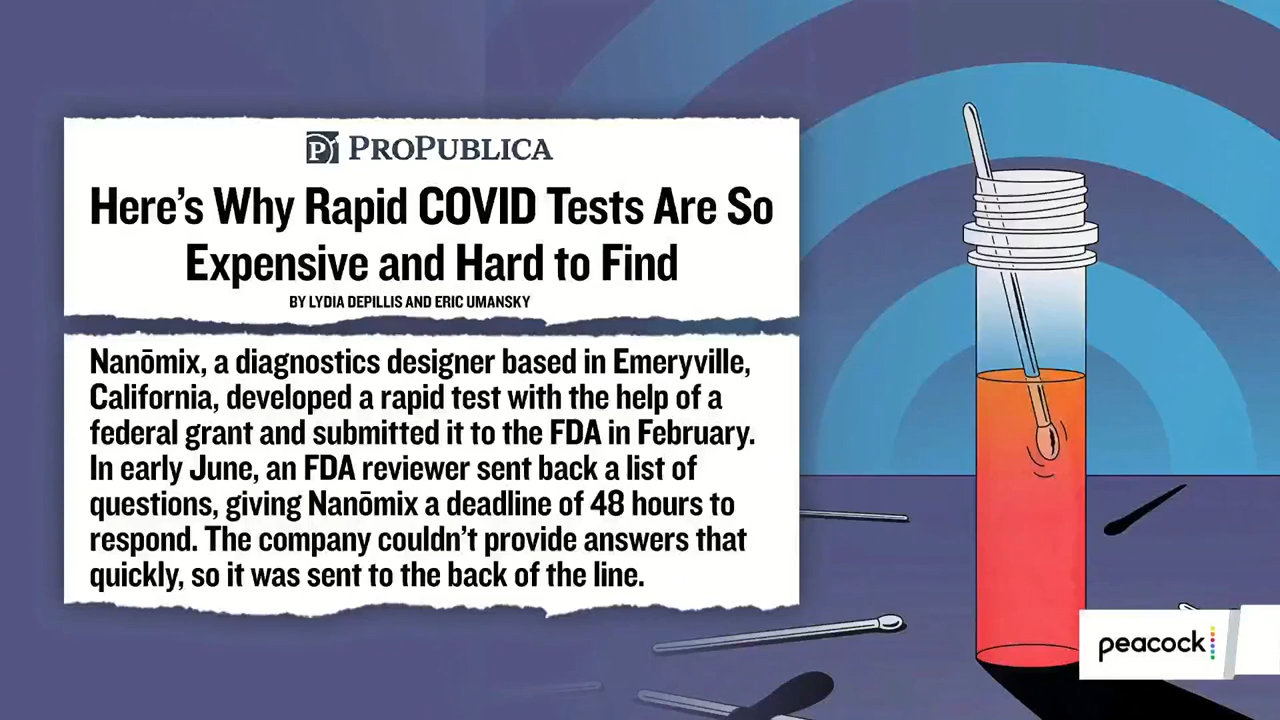 ProPublica
Here's Why Rapid COVID Tests Are So
Expensive and Hard to Find
BY LYDIA DEPILLIS AND ERIC UMANSKY
Nanōmix, a diagnostics designer based in Emeryville,
California, developed a rapid test with the help of a
federal grant and submitted it to the FDA in February.
In early June, an FDA reviewer sent back a list of
questions, giving Nanōmix a deadline of 48 hours to
respond. The company couldn't provide answers that
quickly, so it was sent to the back of the line.
peacock